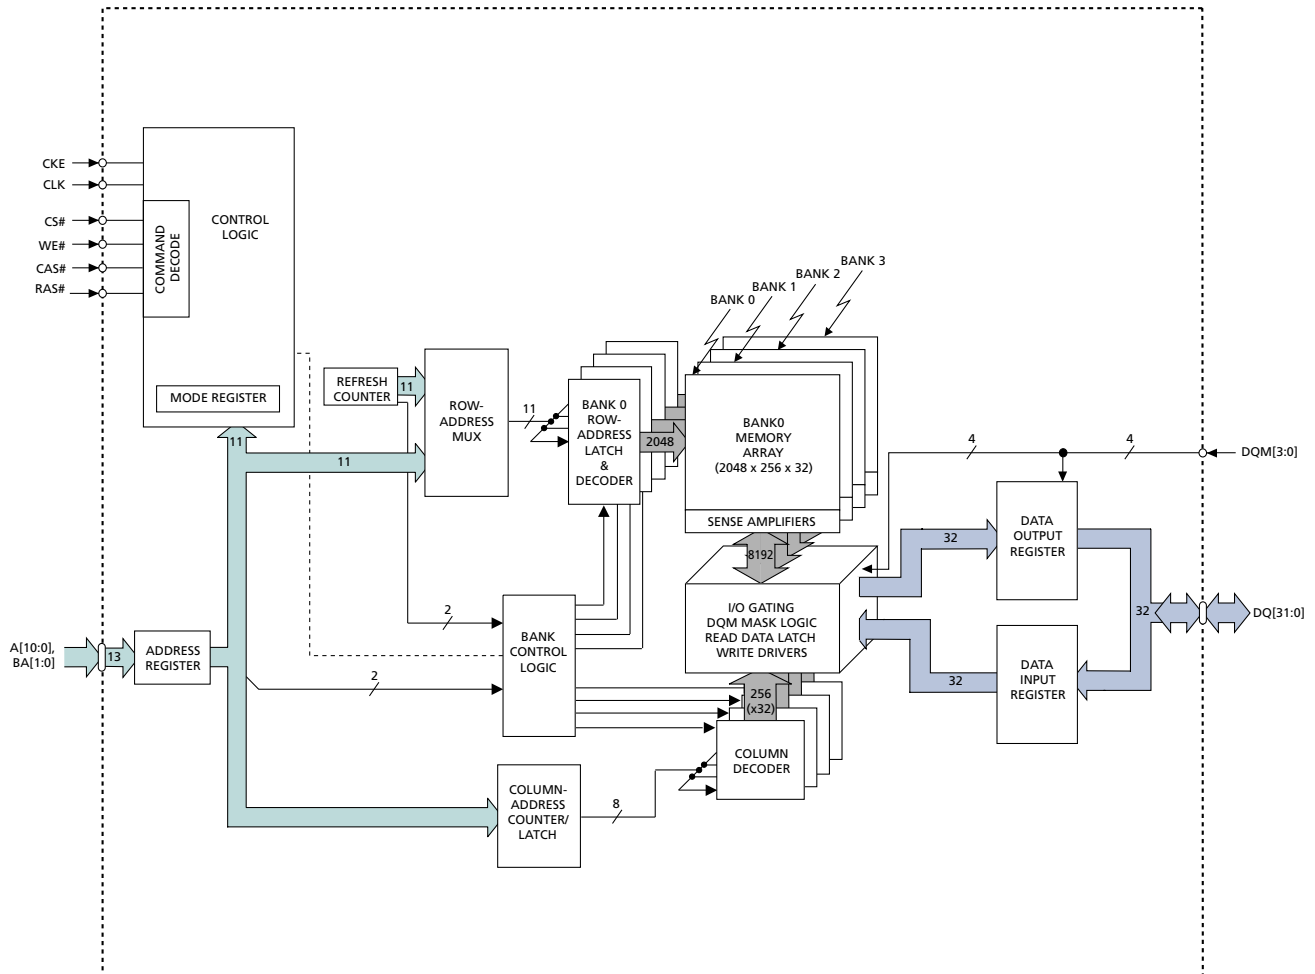 CKE
CLK
CS#
WE#
CAS#
RAS#
COMMAND
DECODE
CONTROL
LOGIC
MODE REGISTER
11
BANK 0
BANK 1
BANK 2
BANK 3
REFRESH
COUNTER
11
11
ROW-
ADDRESS
MUX
11
BANK 0
ROW-
ADDRESS
LATCH
&
DECODER
2048
BANK0
MEMORY
ARRAY
(2048 x 256 x 32)
SENSE AMPLIFIERS
8192
I/O GATING
DQM MASK LOGIC
READ DATA LATCH
WRITE DRIVERS
4
4
DQM[3:0]
32
DATA
OUTPUT
REGISTER
32
DQ[31:0]
32
DATA
INPUT
REGISTER
A[10:0],
BA[1:0]
13
ADDRESS
REGISTER
2
2
BANK
CONTROL
LOGIC
256
(x32)
COLUMN
DECODER
COLUMN-
ADDRESS
COUNTER/
LATCH
8